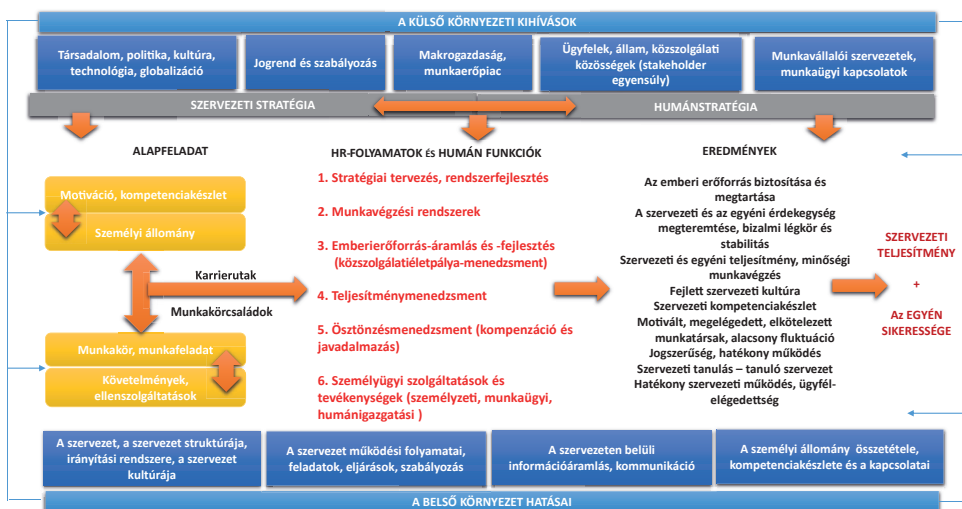 A KÜLSŐ KÖRNYEZETI KIHÍVÁSOK
Társadalom, politika, kultúra,
technológia, globalizáció
Jogrend és szabályozás
Makrogazdaság,
munkaerőpiac
Ügyfelek, állam, közszolgálati
közösségek (stakeholder
egyensúly)
Munkavállalói szervezetek,
munkaügyi kapcsolatok
SZERVEZETI STRATÉGIA
HUMÁNSTRATÉGIA
ALAPFELADAT
Motiváció, kompetenciakészlet
Személyi állomány
Karrierutak
Munkakörcsaládok
Munkakör, munkafeladat
Követelmények,
ellenszolgáltatások
HR-FOLYAMATOK és HUMÁN FUNKCIÓK
1. Stratégiai tervezés, rendszerfejlesztés
2. Munkavégzési rendszerek
3. Emberierőforrás-áramlás és -fejlesztés
(közszolgálatiéletpálya-menedzsment)
4. Teljesítménymenedzsment
5. Ösztönzésmenedzsment (kompenzáció és
javadalmazás)
6. Személyügyi szolgáltatások és
tevékenységek (személyzeti, munkaügyi,
humánigazgatási )
EREDMÉNYEK
Az emberi erőforrás biztosítása és
megtartása
A szervezeti és az egyéni érdekegység
megteremtése, bizalmi légkör és
stabilitás
Szervezeti és egyéni teljesítmény, minőségi
munkavégzés
Fejlett szervezeti kultúra
Szervezeti kompetenciakészlet
Motivált, megelégedett, elkötelezett
munkatársak, alacsony fluktuáció
Jogszerűség, hatékony működés
Szervezeti tanulás – tanuló szervezet
Hatékony szervezeti működés, ügyfél-
elégedettség
SZERVEZETI
TELJESÍTMÉNY
+
Az EGYÉN
SIKERESSÉGE
A szervezet, a szervezet struktúrája,
irányítási rendszere, a szervezet
kultúrája
A szervezet működési folyamatai,
feladatok, eljárások, szabályozás
A szervezeten belüli
információáramlás, kommunikáció
A személyi állomány összetétele,
kompetenciakészlete és a kapcsolatai
A BELSŐ KÖRNYEZET HATÁSAI